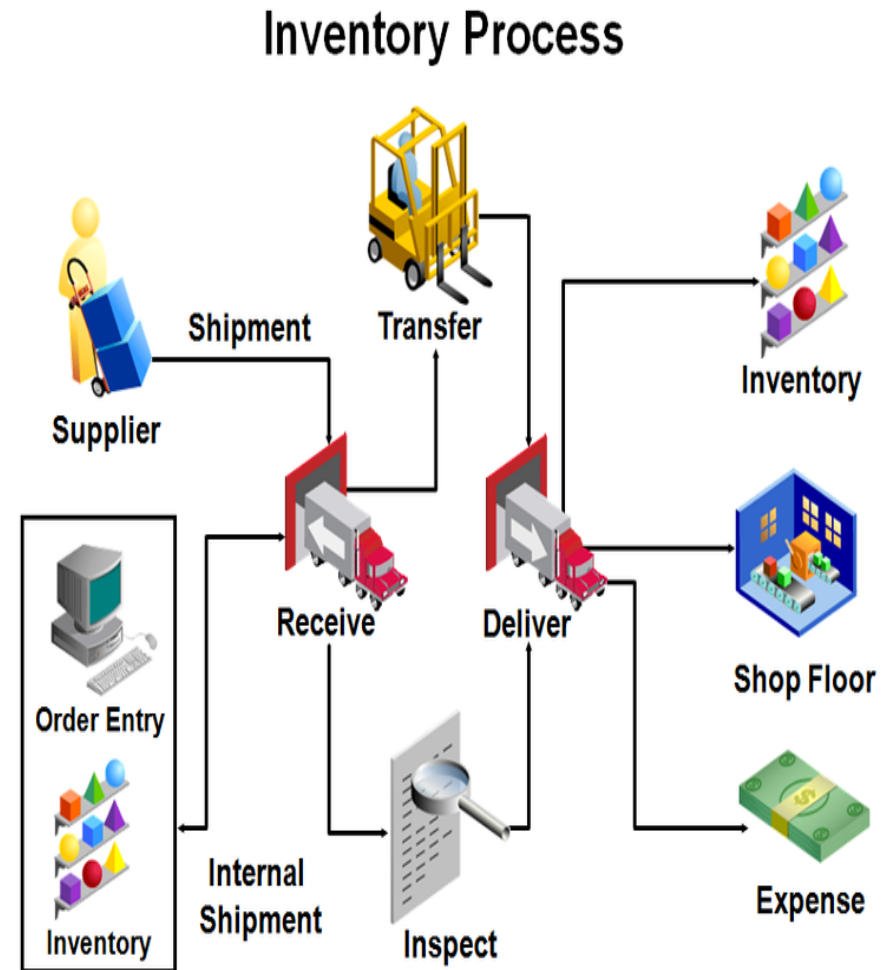 Inventory Process
Shipment
Transfer
Supplier
Inventory
Receive
Deliver
Order Entry
Shop Floor
Internal
Shipment
Inventory
Inspect
Expense
$